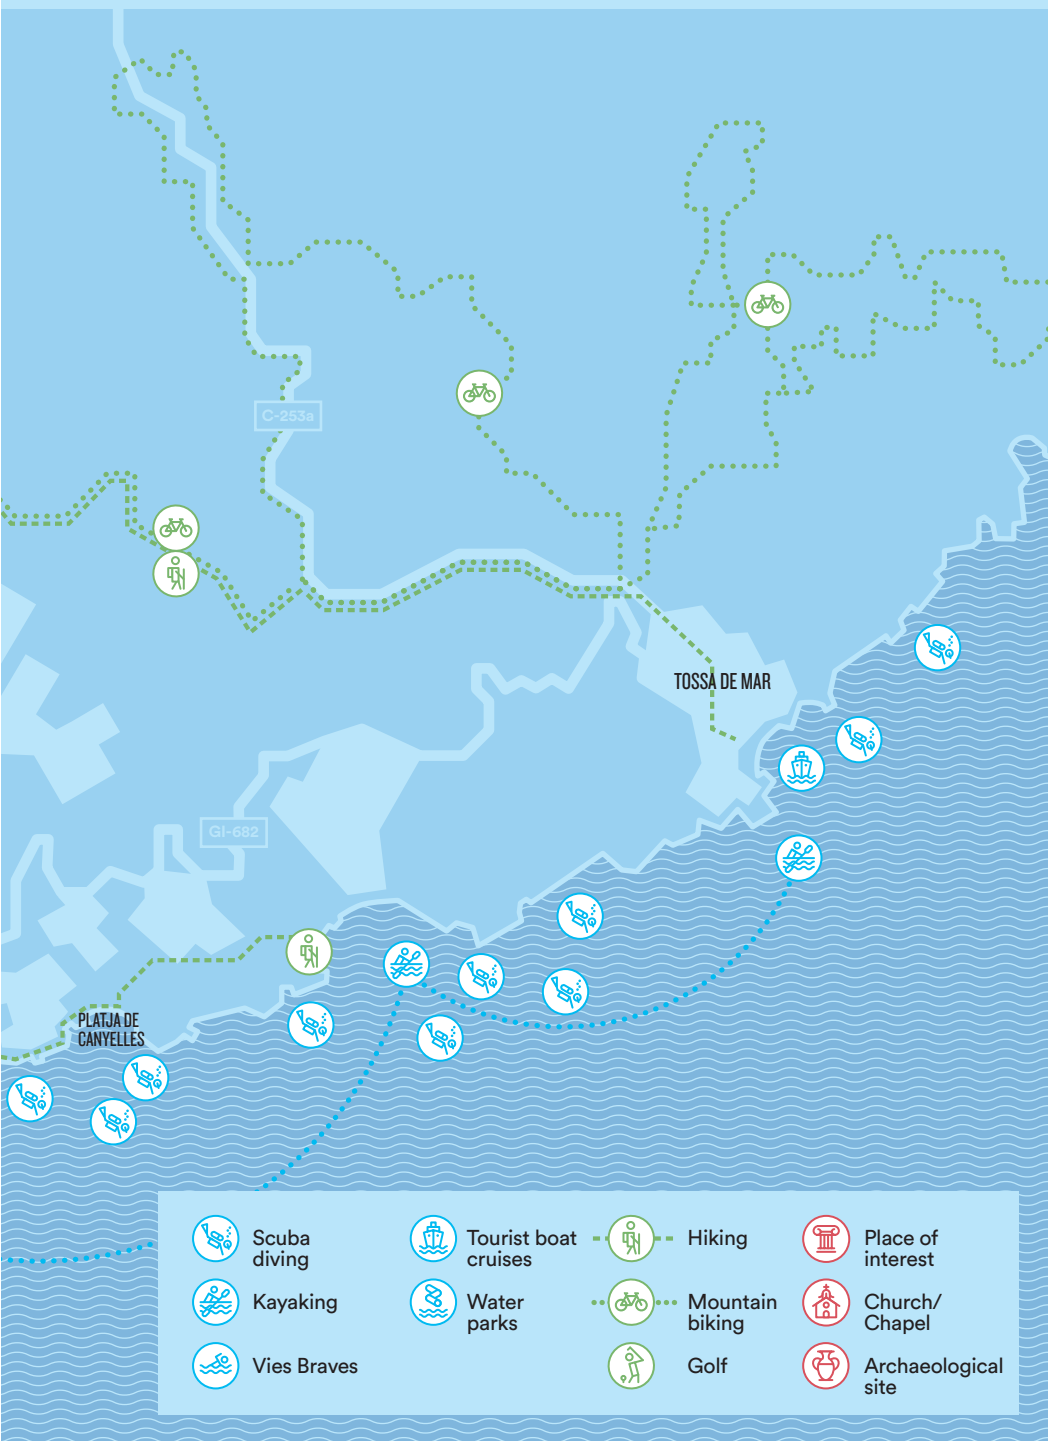 C-253a
TOSSA DE MAR
GI-682
PLATJA DE
CANYELLES
Scuba
diving
Kayaking
Vies Braves
Tourist boat
cruises
Water
parks
Hiking
Mountain
biking
Golf
Place of
interest
Church/
Chapel
Archaeological
site